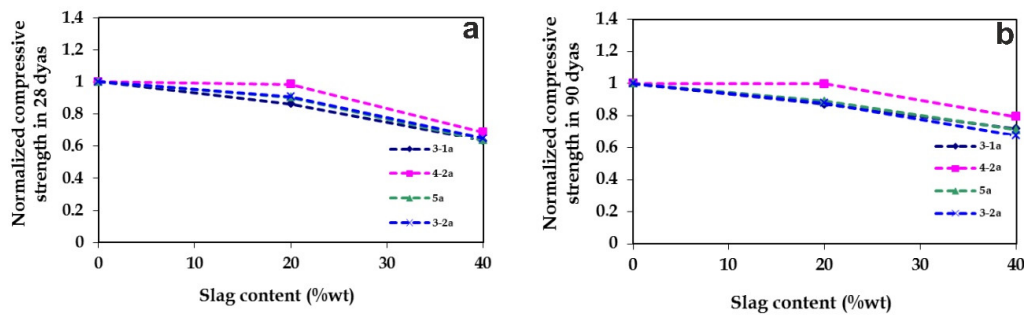 a
1.4
1.2
1
0.8
0.6
0.4
0.2
0
0
10
20
30
40
Normalized compressive
strength in 28 dyas
Slag content (%wt)
3-1a
4-2a
5a
3-2a
b
1.4
1.2
1
0.8
0.6
0.4
0.2
0
0
10
20
30
40
Normalized compressive
strength in 90 dyas
Slag content (%wt)
3-1a
4-2a
5a
3-2a